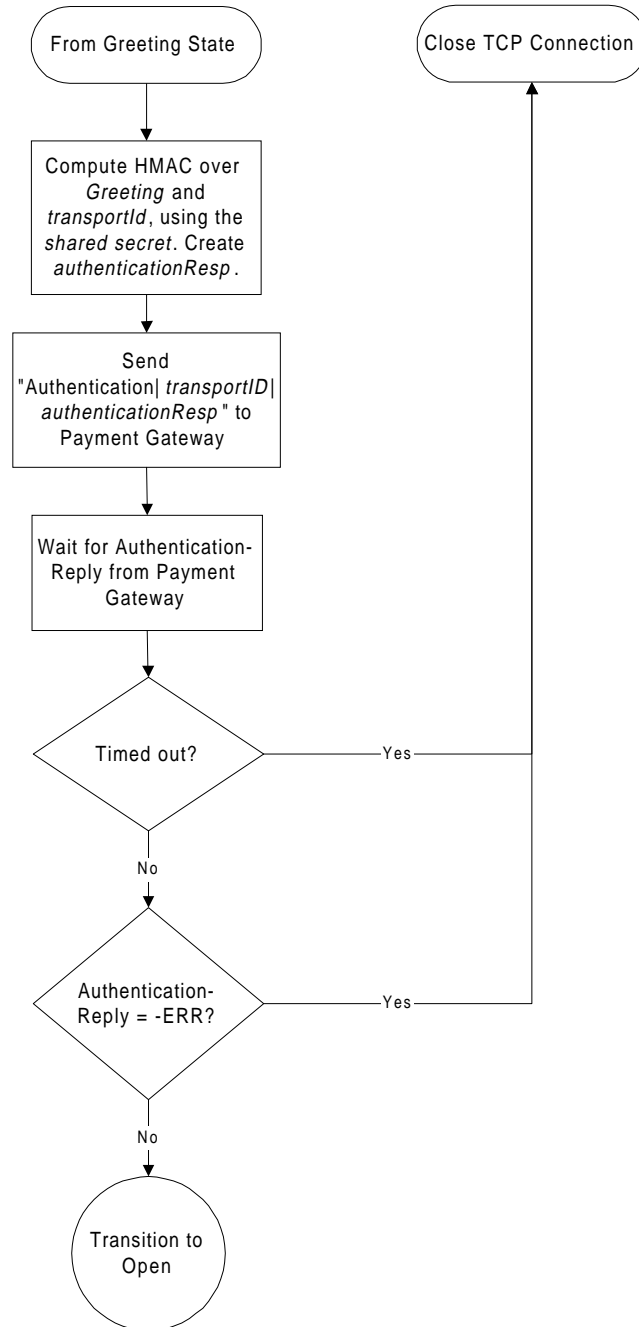 From Greeting State
Close TCP Connection
Compute HMAC over
Greeting and
transportId, using the
shared secret. Create
authenticationResp.
Send
"Authentication| transportID|
authenticationResp" to
Payment Gateway
Wait for Authentication-
Reply from Payment
Gateway
Timed out?
Yes
No
Authentication-
Reply = -ERR?
Yes
No
Transition to
Open